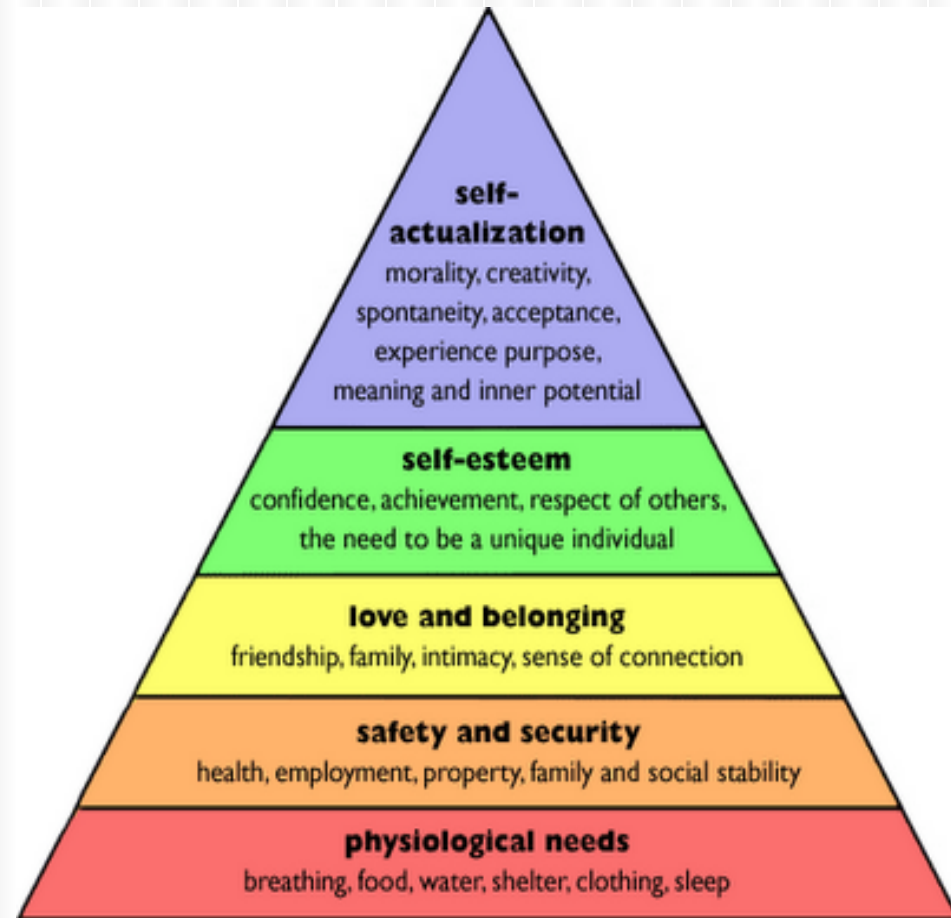 self-
actualization
morality, creativity,
spontaneity, acceptance,
experience purpose,
meaning and inner potential
self-esteem
confidence, achievement, respect of others,
the need to be a unique individual
love and belonging
friendship, family, intimacy, sense of connection
safety and security
health, employment, property, family and social stability
physiological needs
breathing, food, water, shelter, clothing, sleep